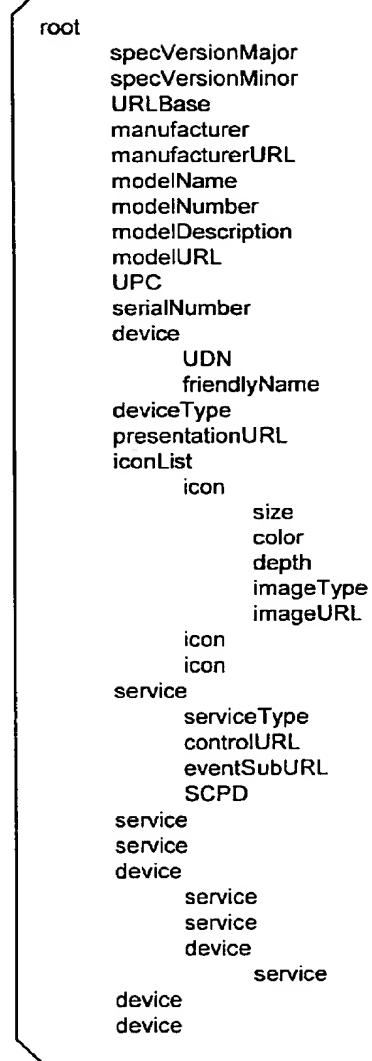 root
specVersionMajor
specVersionMinor
URLBase
manufacturer
manufacturerURL
modelName
modelNumber
modelDescription
modelURL
UPC
serialNumber
device
UDN
friendlyName
deviceType
presentationURL
iconList
icon
size
color
depth
imageType
imageURL
icon
icon
service
serviceType
controlURL
eventSubURL
SCPD
service
service
device
service
service
device
service
device
device